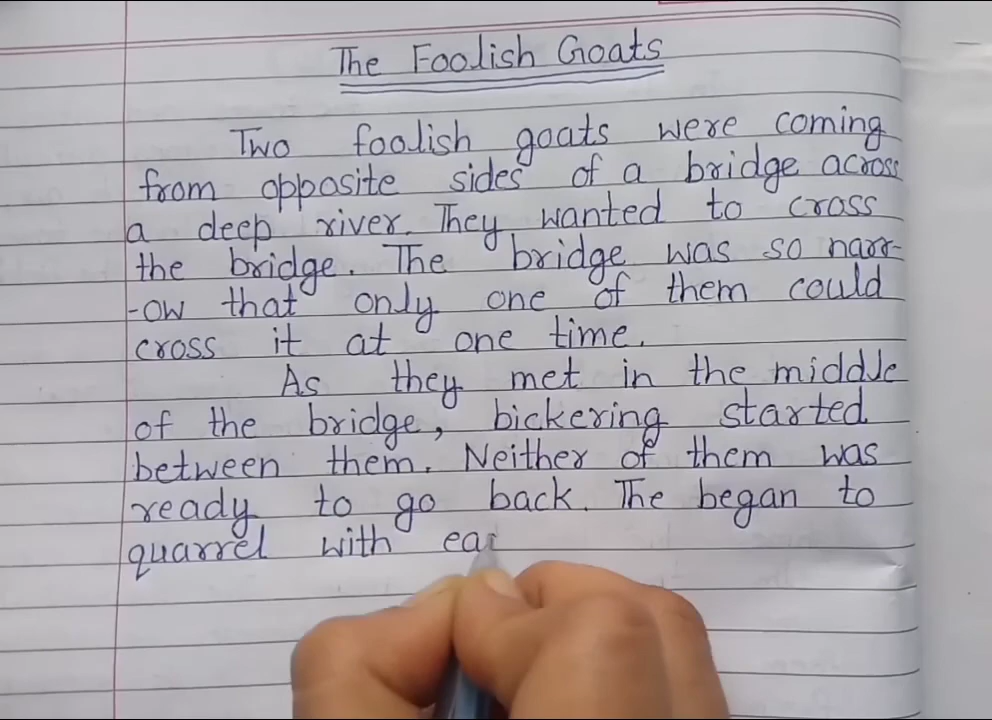 The Foolish Goats
Two foolish goats were coming
from opposite sides of a bridge across
a deep river. They wanted to cross
the bridge. The bridge was so narr-
-ow that only one of them could
cross it at one time.
As they met in the middle
of the bridge, bickering started
between them. Neither of them was
ready to go back. The began to
quarrel with ea